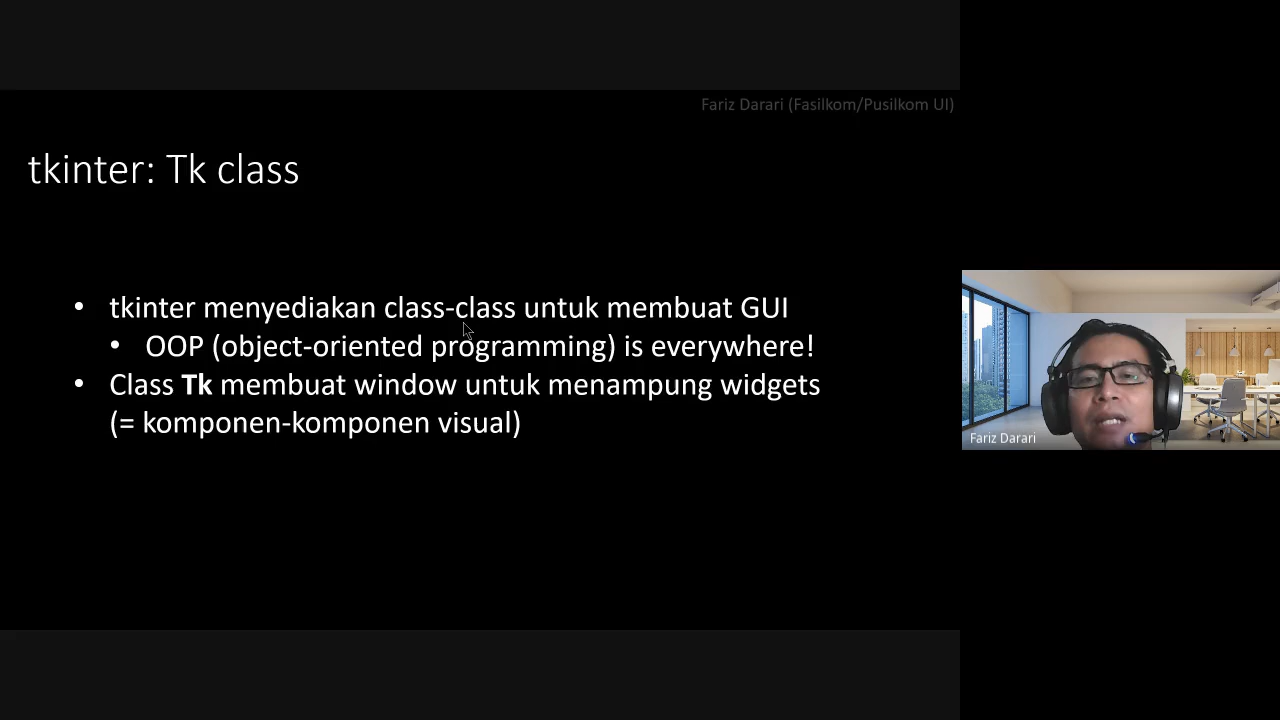 Fariz Darari (Fasilkom/Pusilkom UI)
tkinter: Tk class
• tkinter menyediakan class-class untuk membuat GUI
• OOP (object-oriented programming) is everywhere!
• Class Tk membuat window untuk menampung widgets
(= komponen-komponen visual)
Fariz Darari